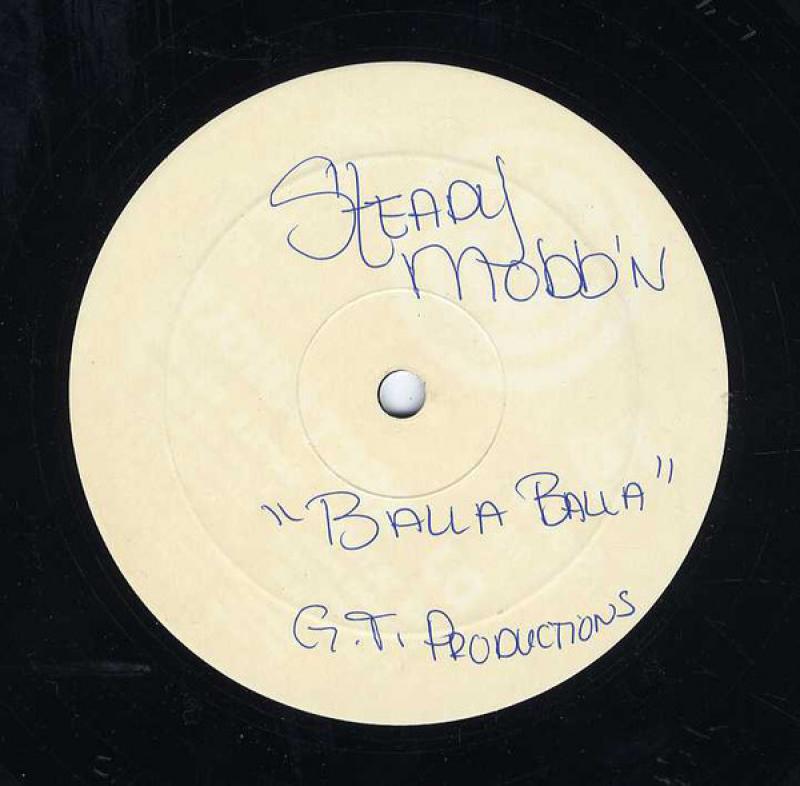 Steady
Mobb'n
"Balla Balla"
G.T. Productions